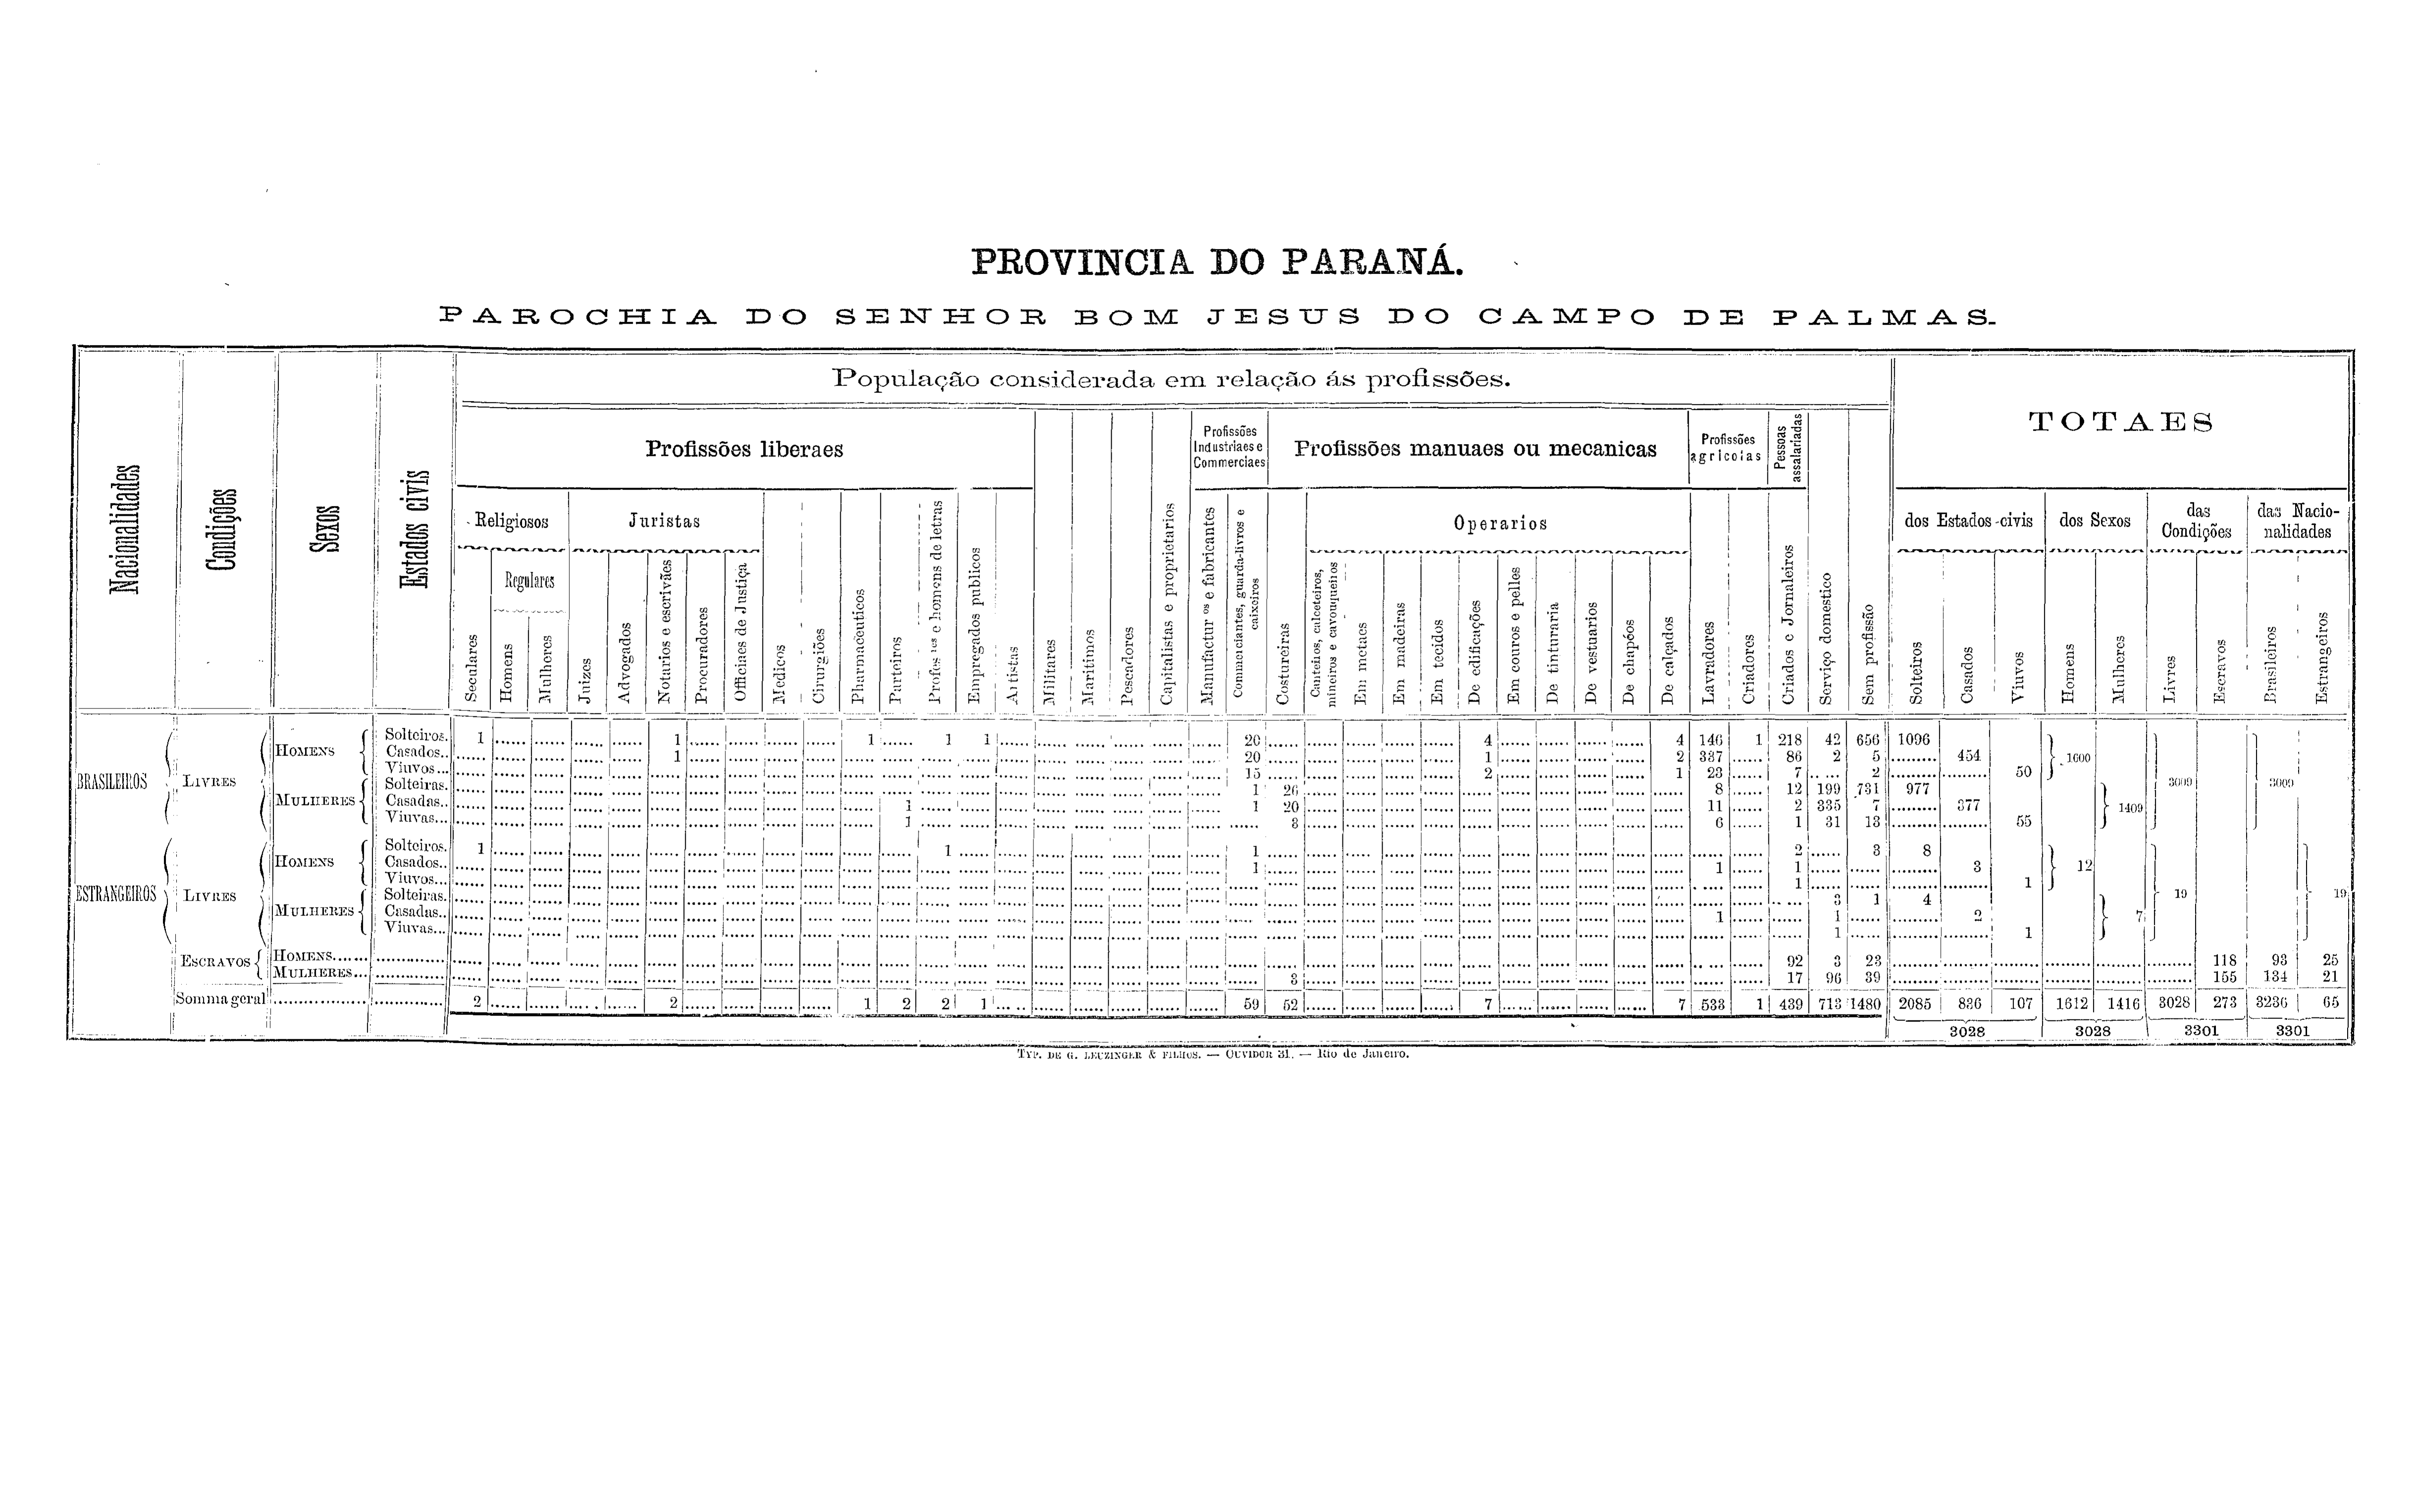 PROVINCIA DO PARANÁ.
PAROCHIA DO SENHOR BOM JESUS DO CAMPO DE PALMAS.
Nacionalidades
Condições
Sexos
Estados civis
População considerada em relação ás profissões.
TOTAES
Profissões liberaes
Profissões Industriaes e Commerciaes
Profissões manuaes ou mecanicas
Profissões agricolas
Pessoas assalariadas
Religiosos
Juristas
Operarios
dos Estados civis
dos Sexos
das Condições
das Nacionalidades
Regulares
Seculares
Homens
Mulheres
Juizes
Advogados
Notarios e escrivães
Procuradores
Officiaes de Justiça
Medicos
Cirurgiões
Pharmaceuticos
Parteiros
Profes.res e homens de letras
Empregados publicos
Artistas
Militares
Maritimos
Pescadores
Capitalistas e proprietarios
Manufactur.os e fabricantes
Commerciantes, guarda-livros e caixeiros
Costureiras
Canteiros, calceteiros, mineiros e cavouqueiros
Em metaes
Em madeiras
Em tecidos
De edificações
Em couros e pelles
De tinturaria
De vestuarios
De chapéos
De calçados
Lavradores
Criadores
Criados e Jornaleiros
Serviço domestico
Sem profissão
Solteiros
Casados
Viuvos
Homens
Mulheres
Livres
Escravos
Brasileiros
Estrangeiros
BRASILEIROS LIVRES HOMENS Solteiros. 1 1 1 1 1 20 4 4 146 1 218 42 656 1096
Casados.. 1 20 1 2 337 86 2 5 454 1600
Viuvos... 15 2 1 23 7 2 50
MULHERES Solteiras. 1 26 8 12 199 731 977 3009 3009
Casadas.. 1 1 20 11 2 335 7 377 1409
Viuvas... 1 3 6 1 31 13 55
ESTRANGEIROS LIVRES HOMENS Solteiros. 1 1 1 2 3 8
Casados.. 1 1 1 3 12
Viuvos... 1 1
MULHERES Solteiras. 3 1 4 19 19
Casadas.. 1 1 2 7
Viuvas... 1 1
ESCRAVOS HOMENS 92 3 23 118 93 25
MULHERES... 3 17 96 39 155 134 21
Somma geral 2 2 1 2 2 1 59 52 7 7 533 1 439 713 1480 2085 836 107 1612 1416 3028 273 3236 65
3028 3028 3301 3301
TYP. DE G. LEUZINGER & FILHOS. — OUVIDOR 31. — Rio de Janeiro.